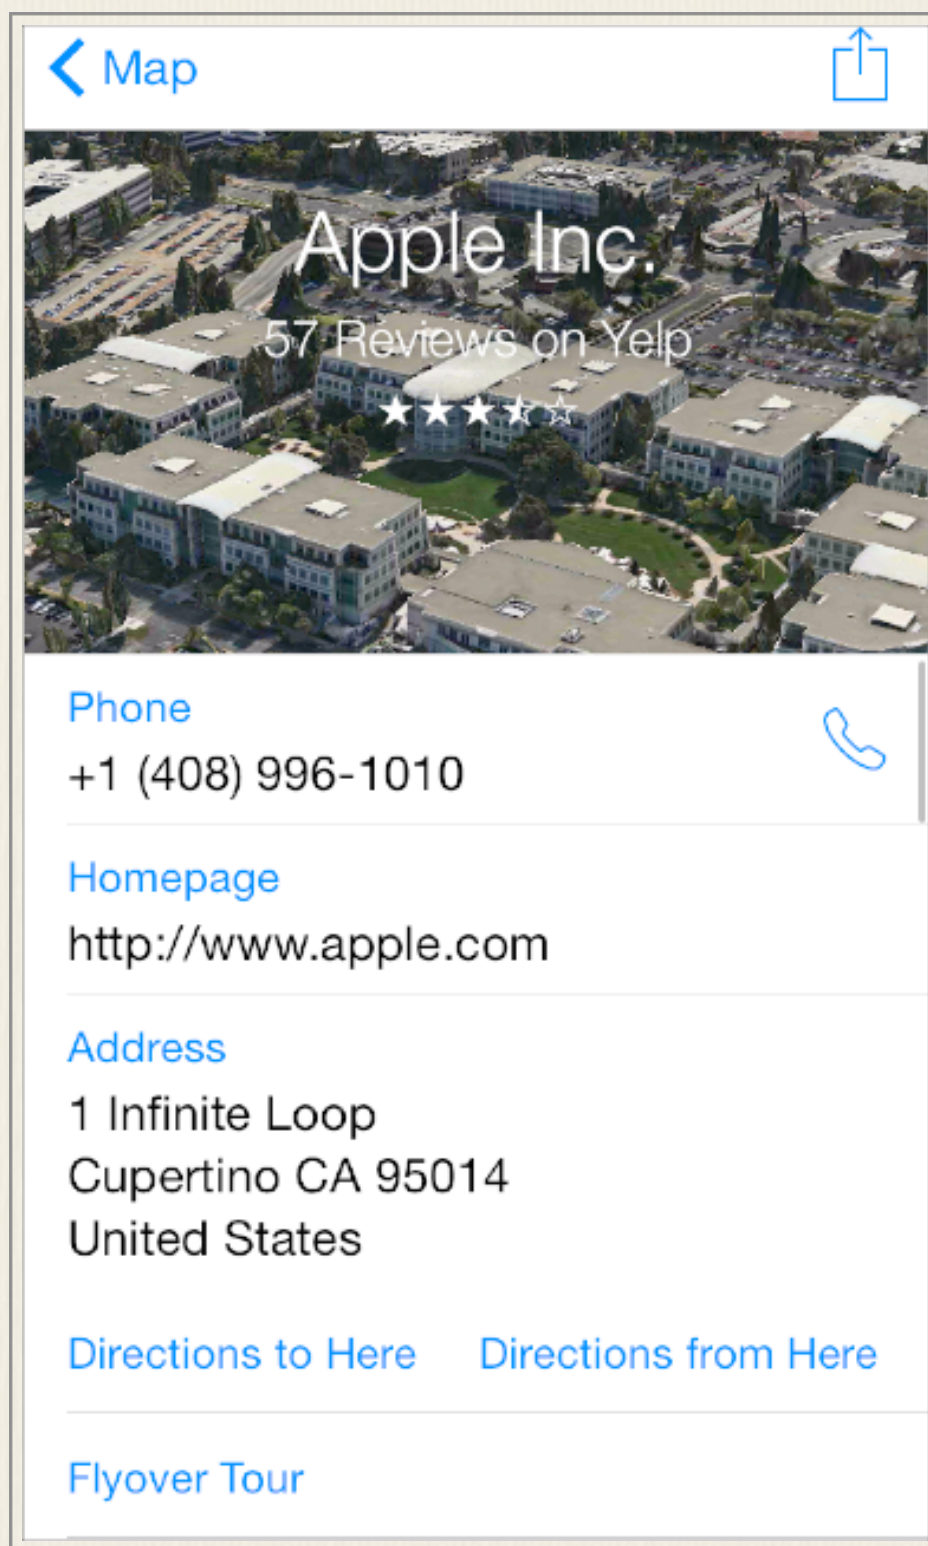 Map
Apple Inc.
57 Reviews on Yelp
Phone
+1 (408) 996-1010
Homepage
http://www.apple.com
Address
1 Infinite Loop
Cupertino CA 95014
United States
Directions to Here Directions from Here
Flyover Tour